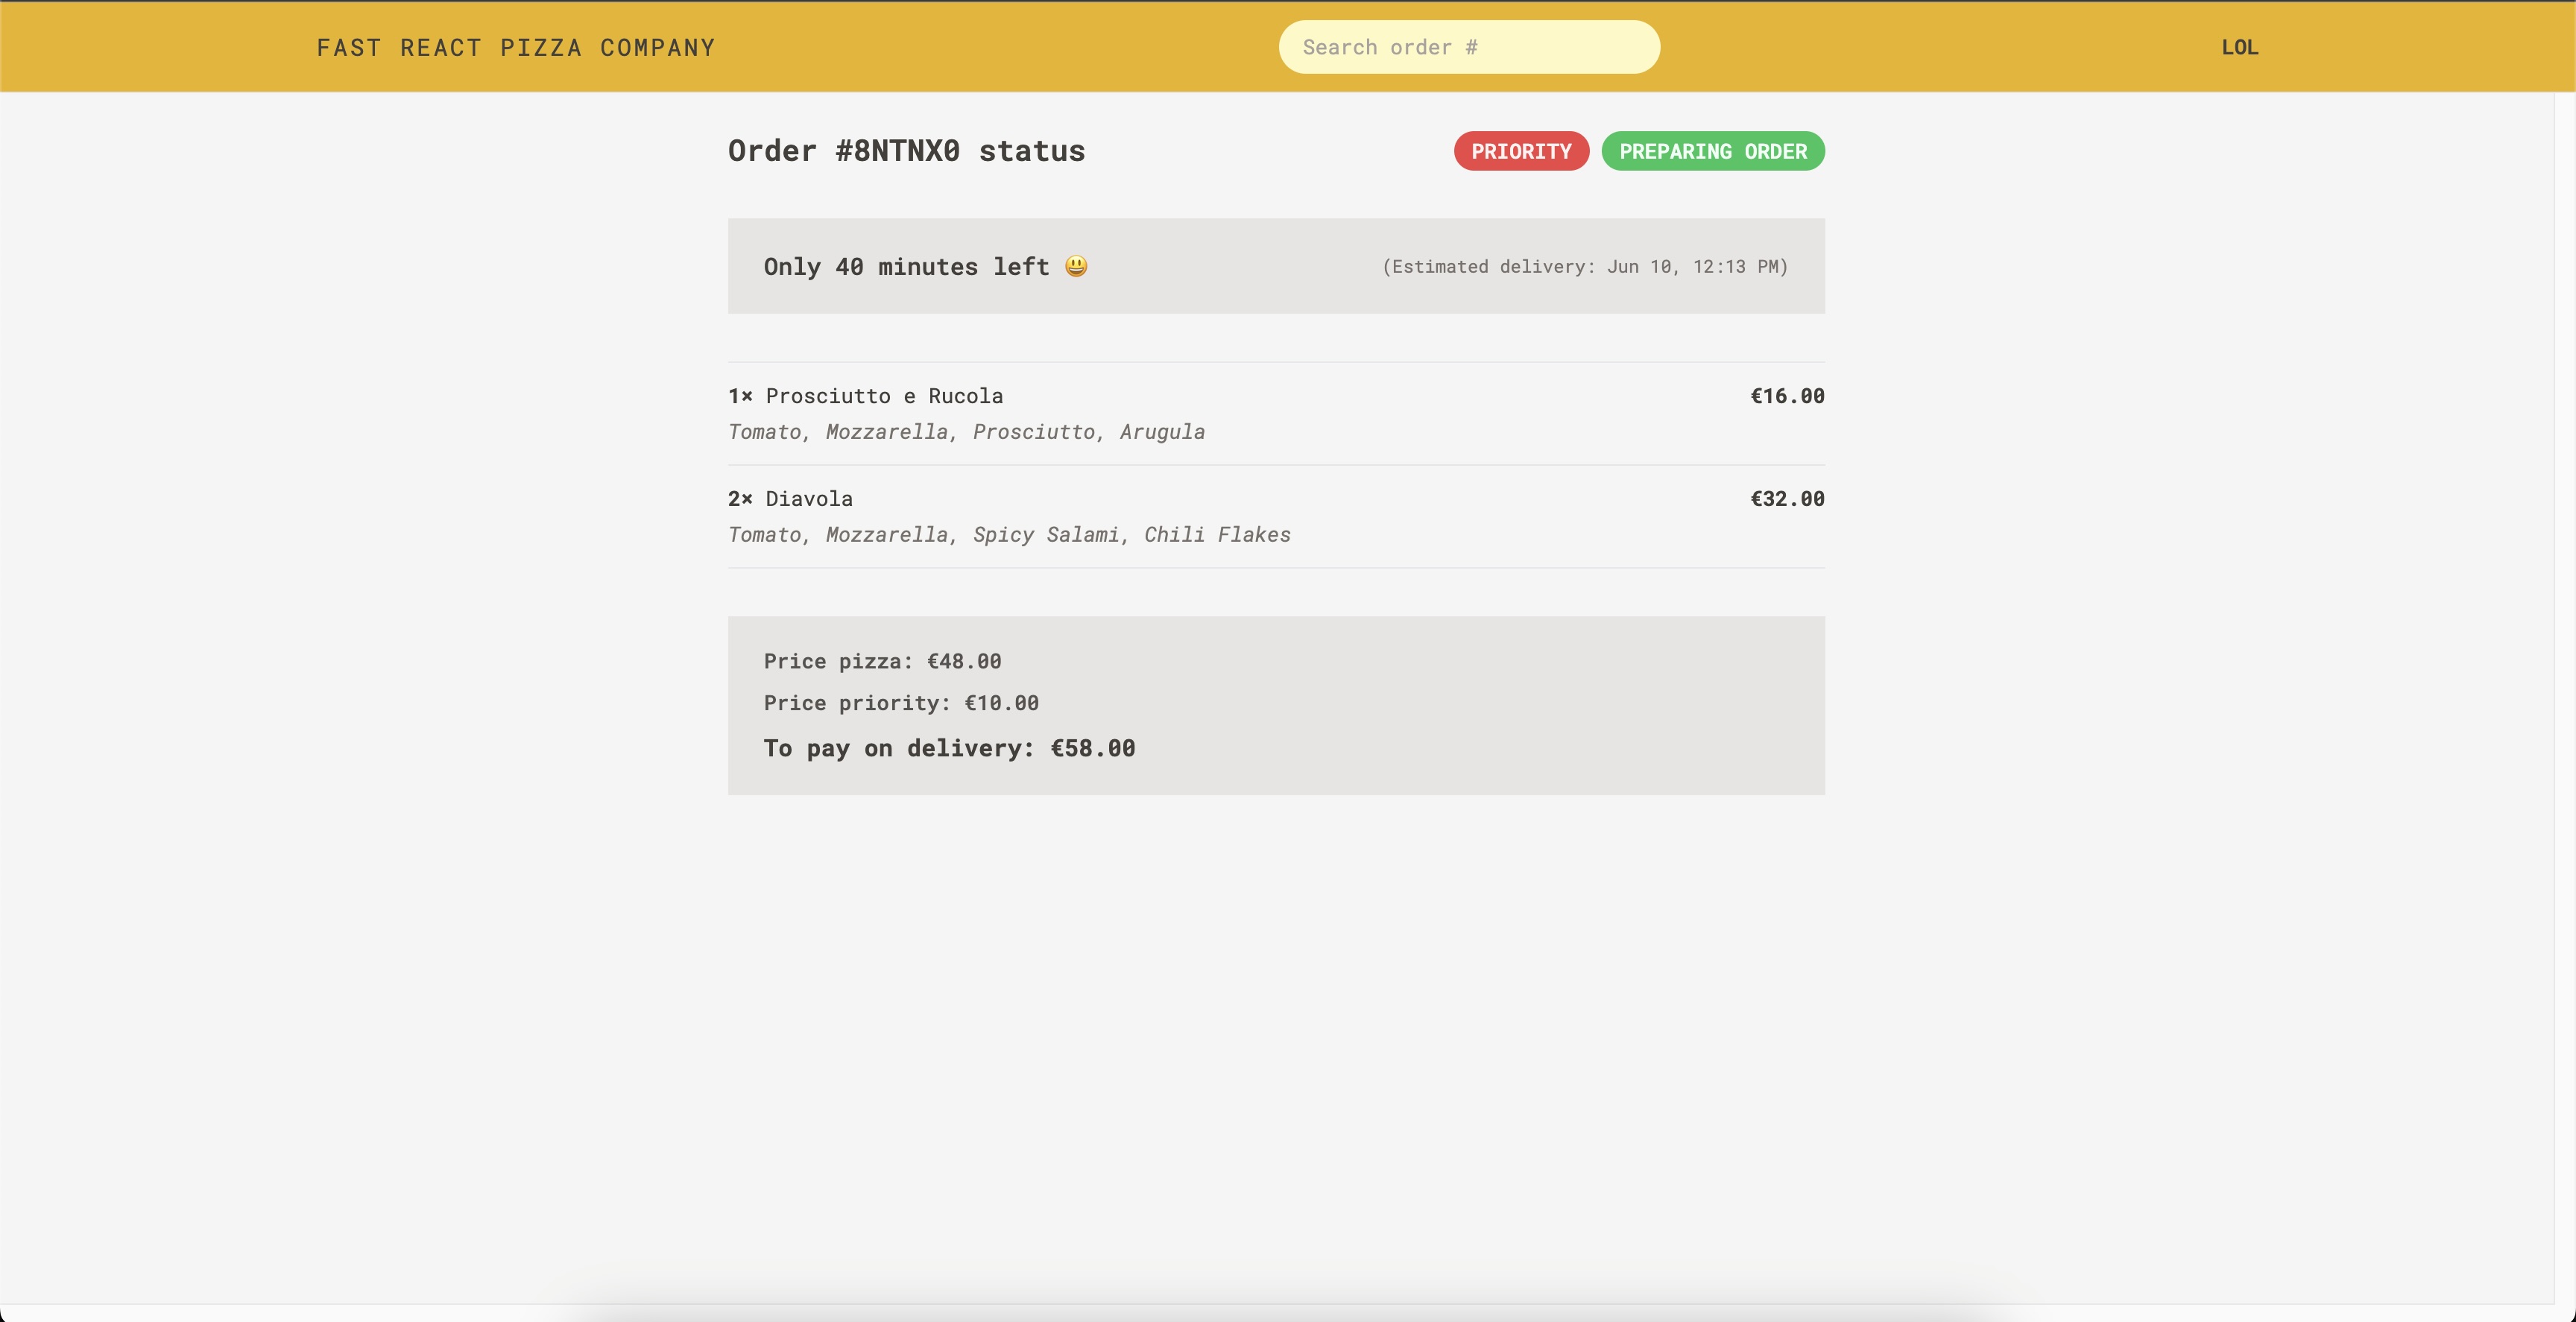 FAST REACT PIZZA COMPANY
Search order #
LOL
Order #8NTNX0 status
PRIORITY
PREPARING ORDER
Only 40 minutes left 😃
(Estimated delivery: Jun 10, 12:13 PM)
1× Prosciutto e Rucola
€16.00
Tomato, Mozzarella, Prosciutto, Arugula
2× Diavola
€32.00
Tomato, Mozzarella, Spicy Salami, Chili Flakes
Price pizza: €48.00
Price priority: €10.00
To pay on delivery: €58.00